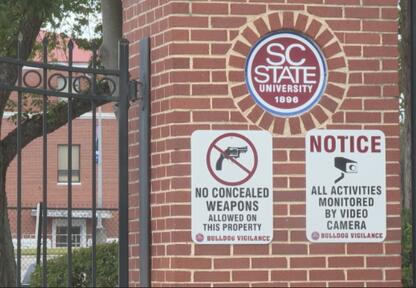 SC
STATE
UNIVERSITY
1896
NO CONCEALED
WEAPONS
ALLOWED ON
THIS PROPERTY
BULLDOG VIGILANCE
NOTICE
ALL ACTIVITIES
MONITORED
BY VIDEO
CAMERA
BULLDOG VIGILANCE